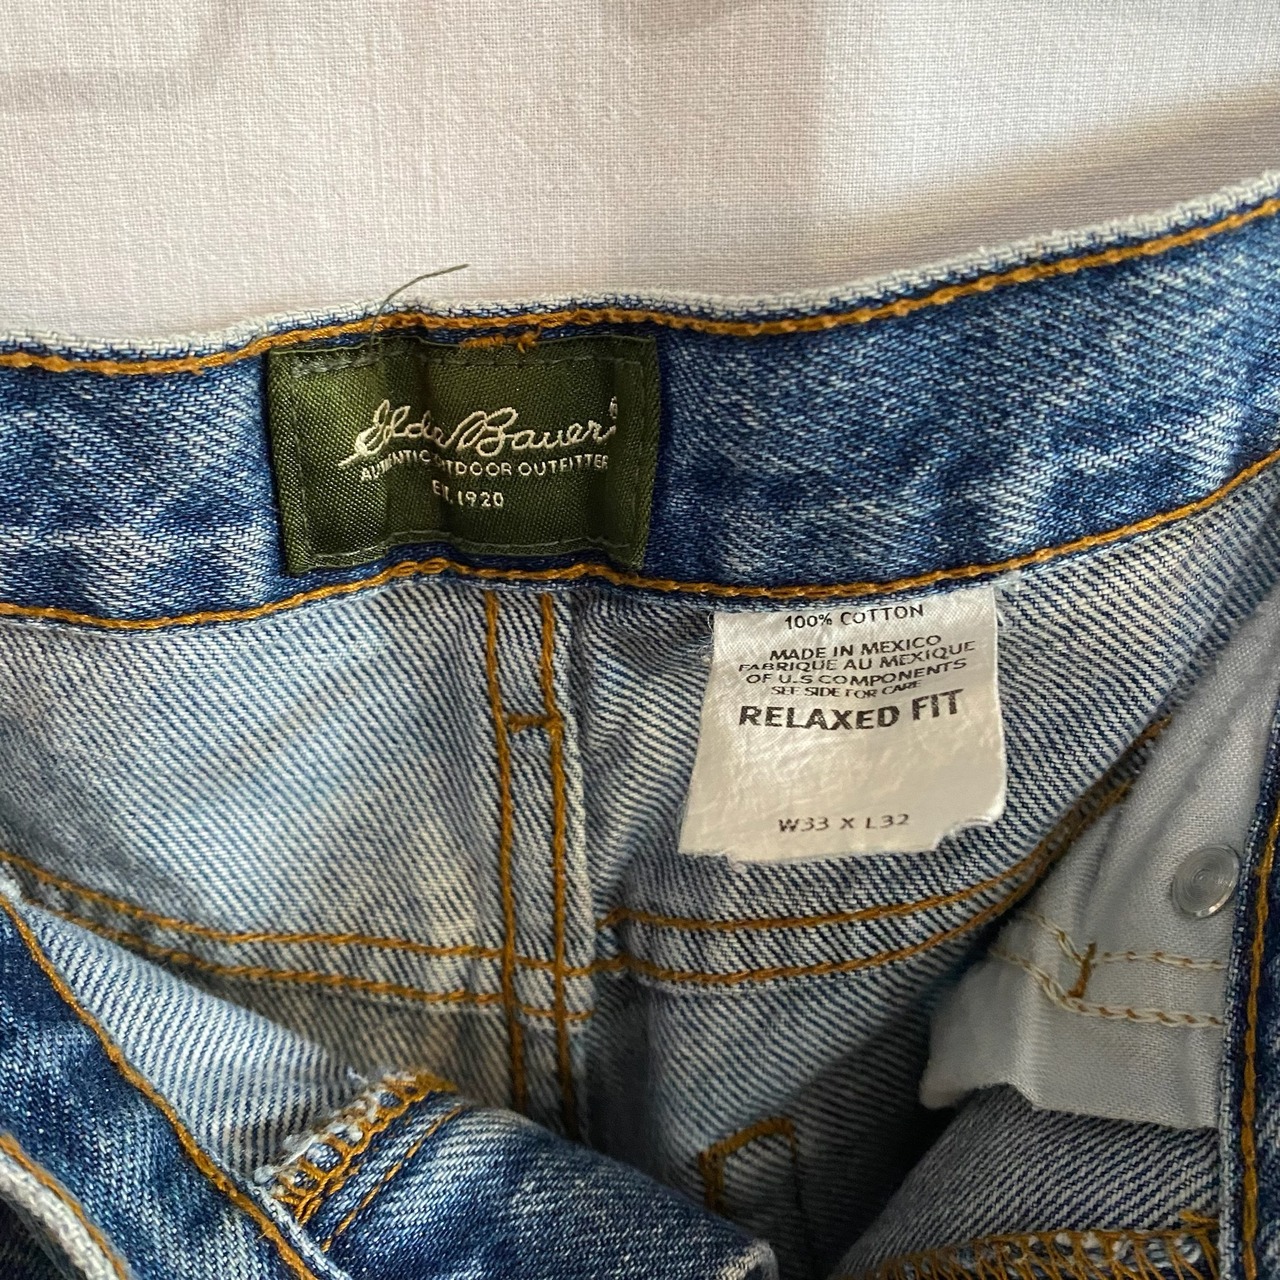 Eddie Bauer®
AUTHENTIC OUTDOOR OUTFITTER
EST. 1920
100% COTTON
MADE IN MEXICO
FABRIQUE AU MEXIQUE
OF U.S COMPONENTS
SEE SIDE FOR CARE
RELAXED FIT
W33 X L32